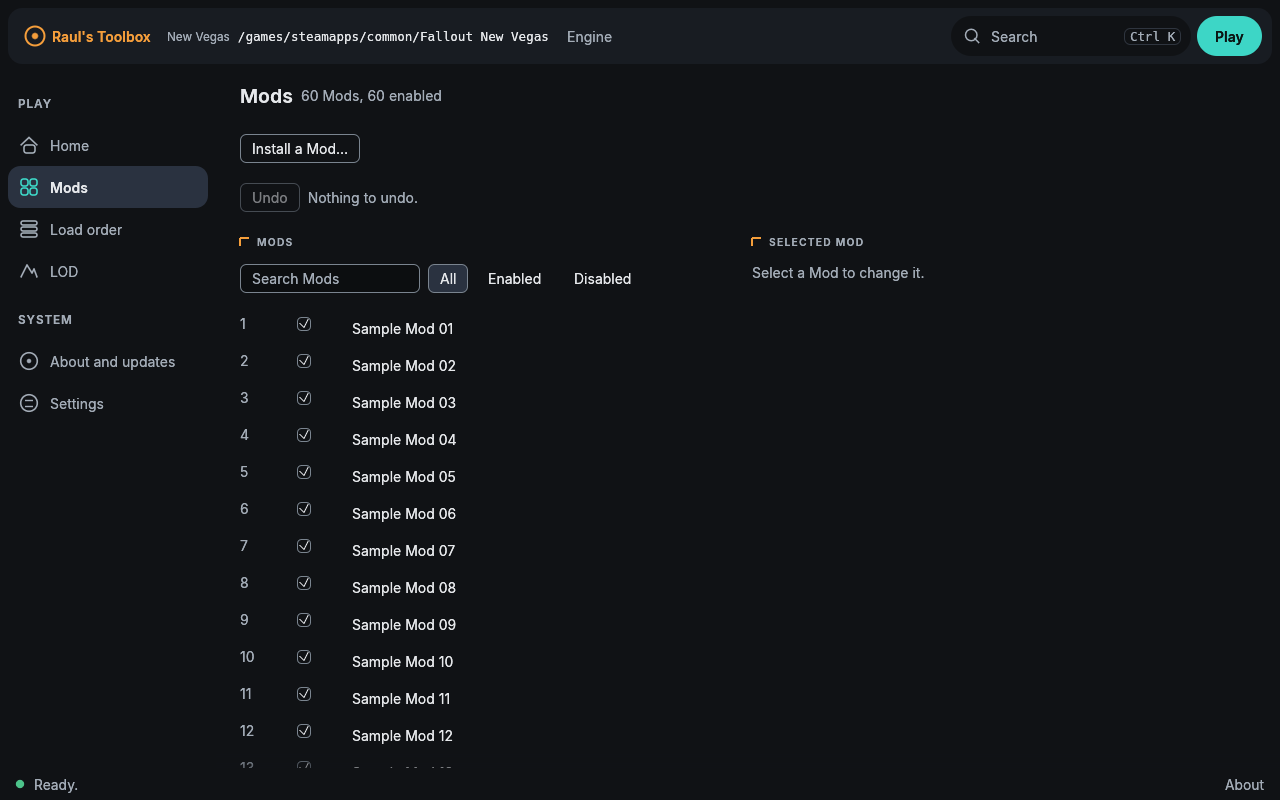 Raul's Toolbox New Vegas /games/steamapps/common/Fallout New Vegas Engine Search Ctrl K Play
PLAY
Home
Mods
Load order
LOD
SYSTEM
About and updates
Settings
Mods 60 Mods, 60 enabled
Install a Mod...
Undo Nothing to undo.
MODS
Search Mods All Enabled Disabled
1 Sample Mod 01
2 Sample Mod 02
3 Sample Mod 03
4 Sample Mod 04
5 Sample Mod 05
6 Sample Mod 06
7 Sample Mod 07
8 Sample Mod 08
9 Sample Mod 09
10 Sample Mod 10
11 Sample Mod 11
12 Sample Mod 12
SELECTED MOD
Select a Mod to change it.
Ready.
About